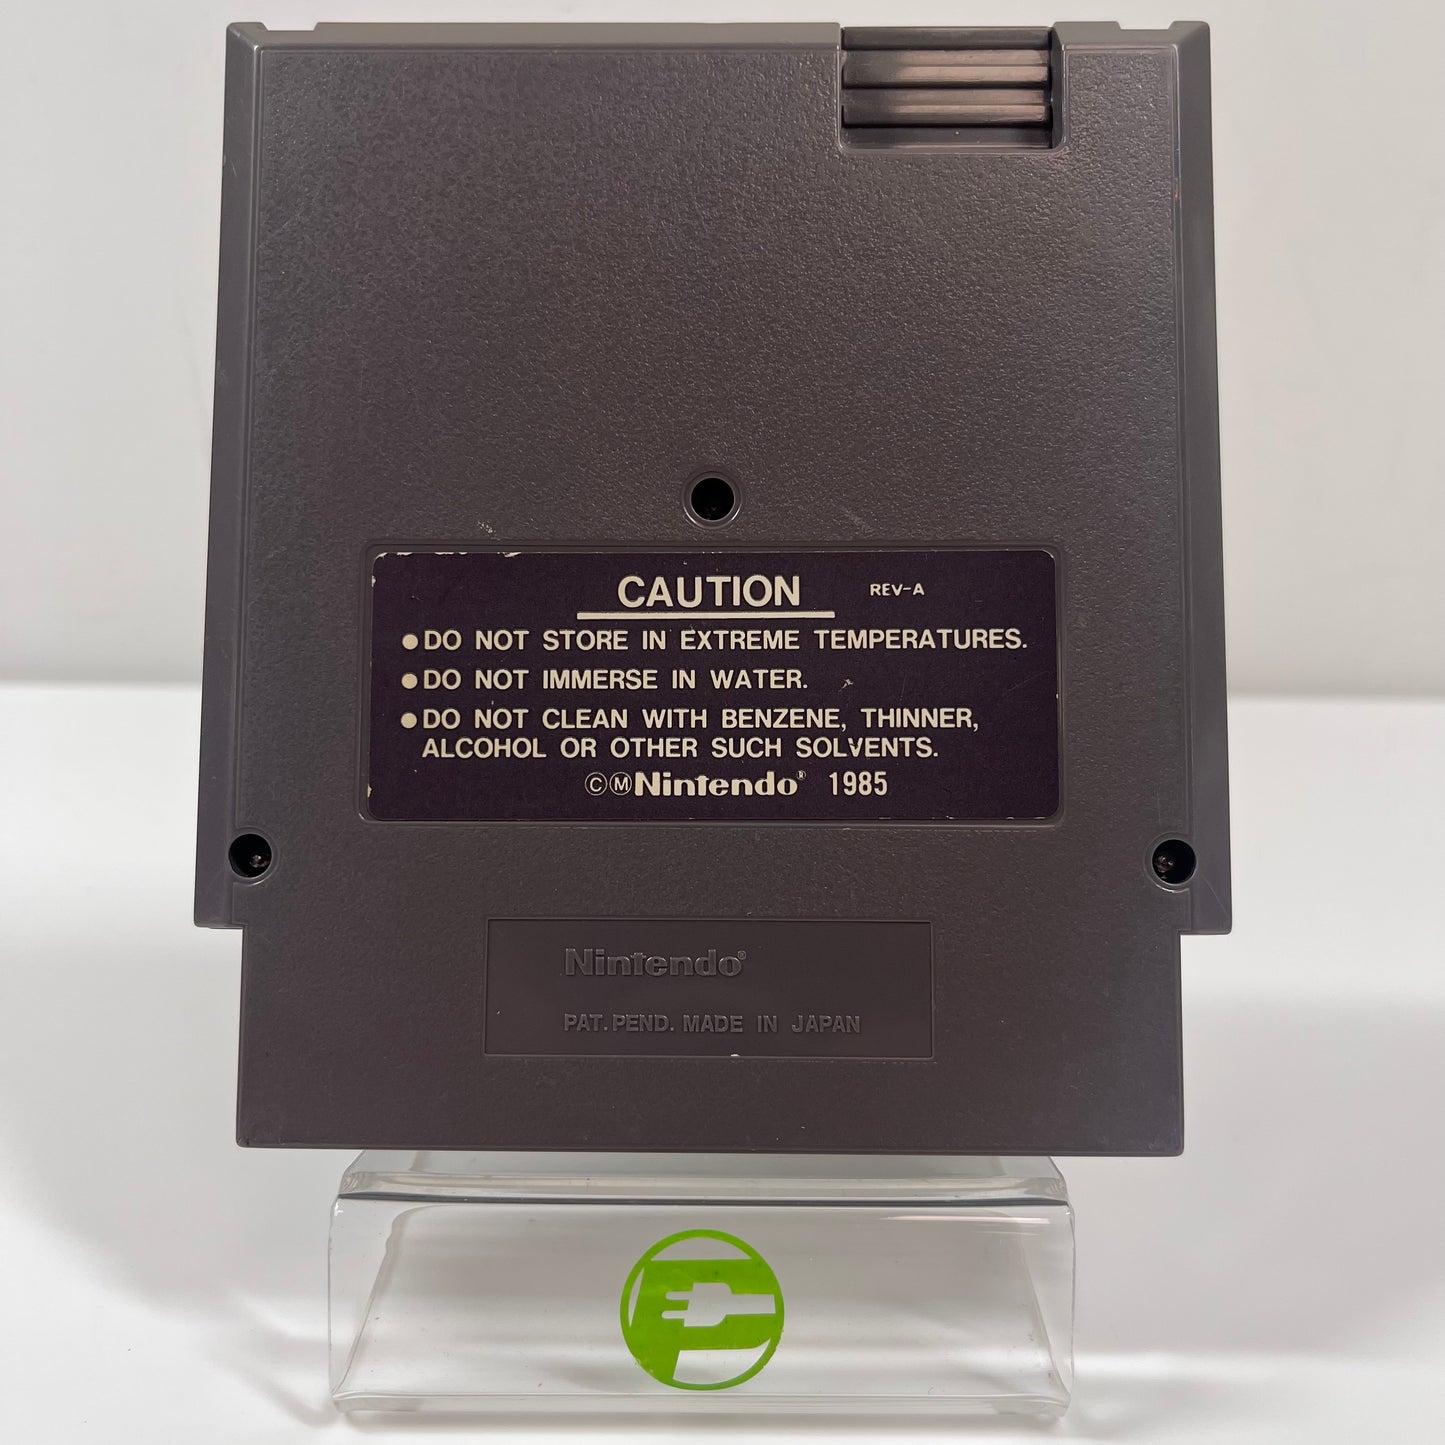 CAUTION REV-A
●DO NOT STORE IN EXTREME TEMPERATURES.
●DO NOT IMMERSE IN WATER.
●DO NOT CLEAN WITH BENZENE, THINNER,
ALCOHOL OR OTHER SUCH SOLVENTS.
ⒸⓂNintendo® 1985
Nintendo®
PAT. PEND. MADE IN JAPAN